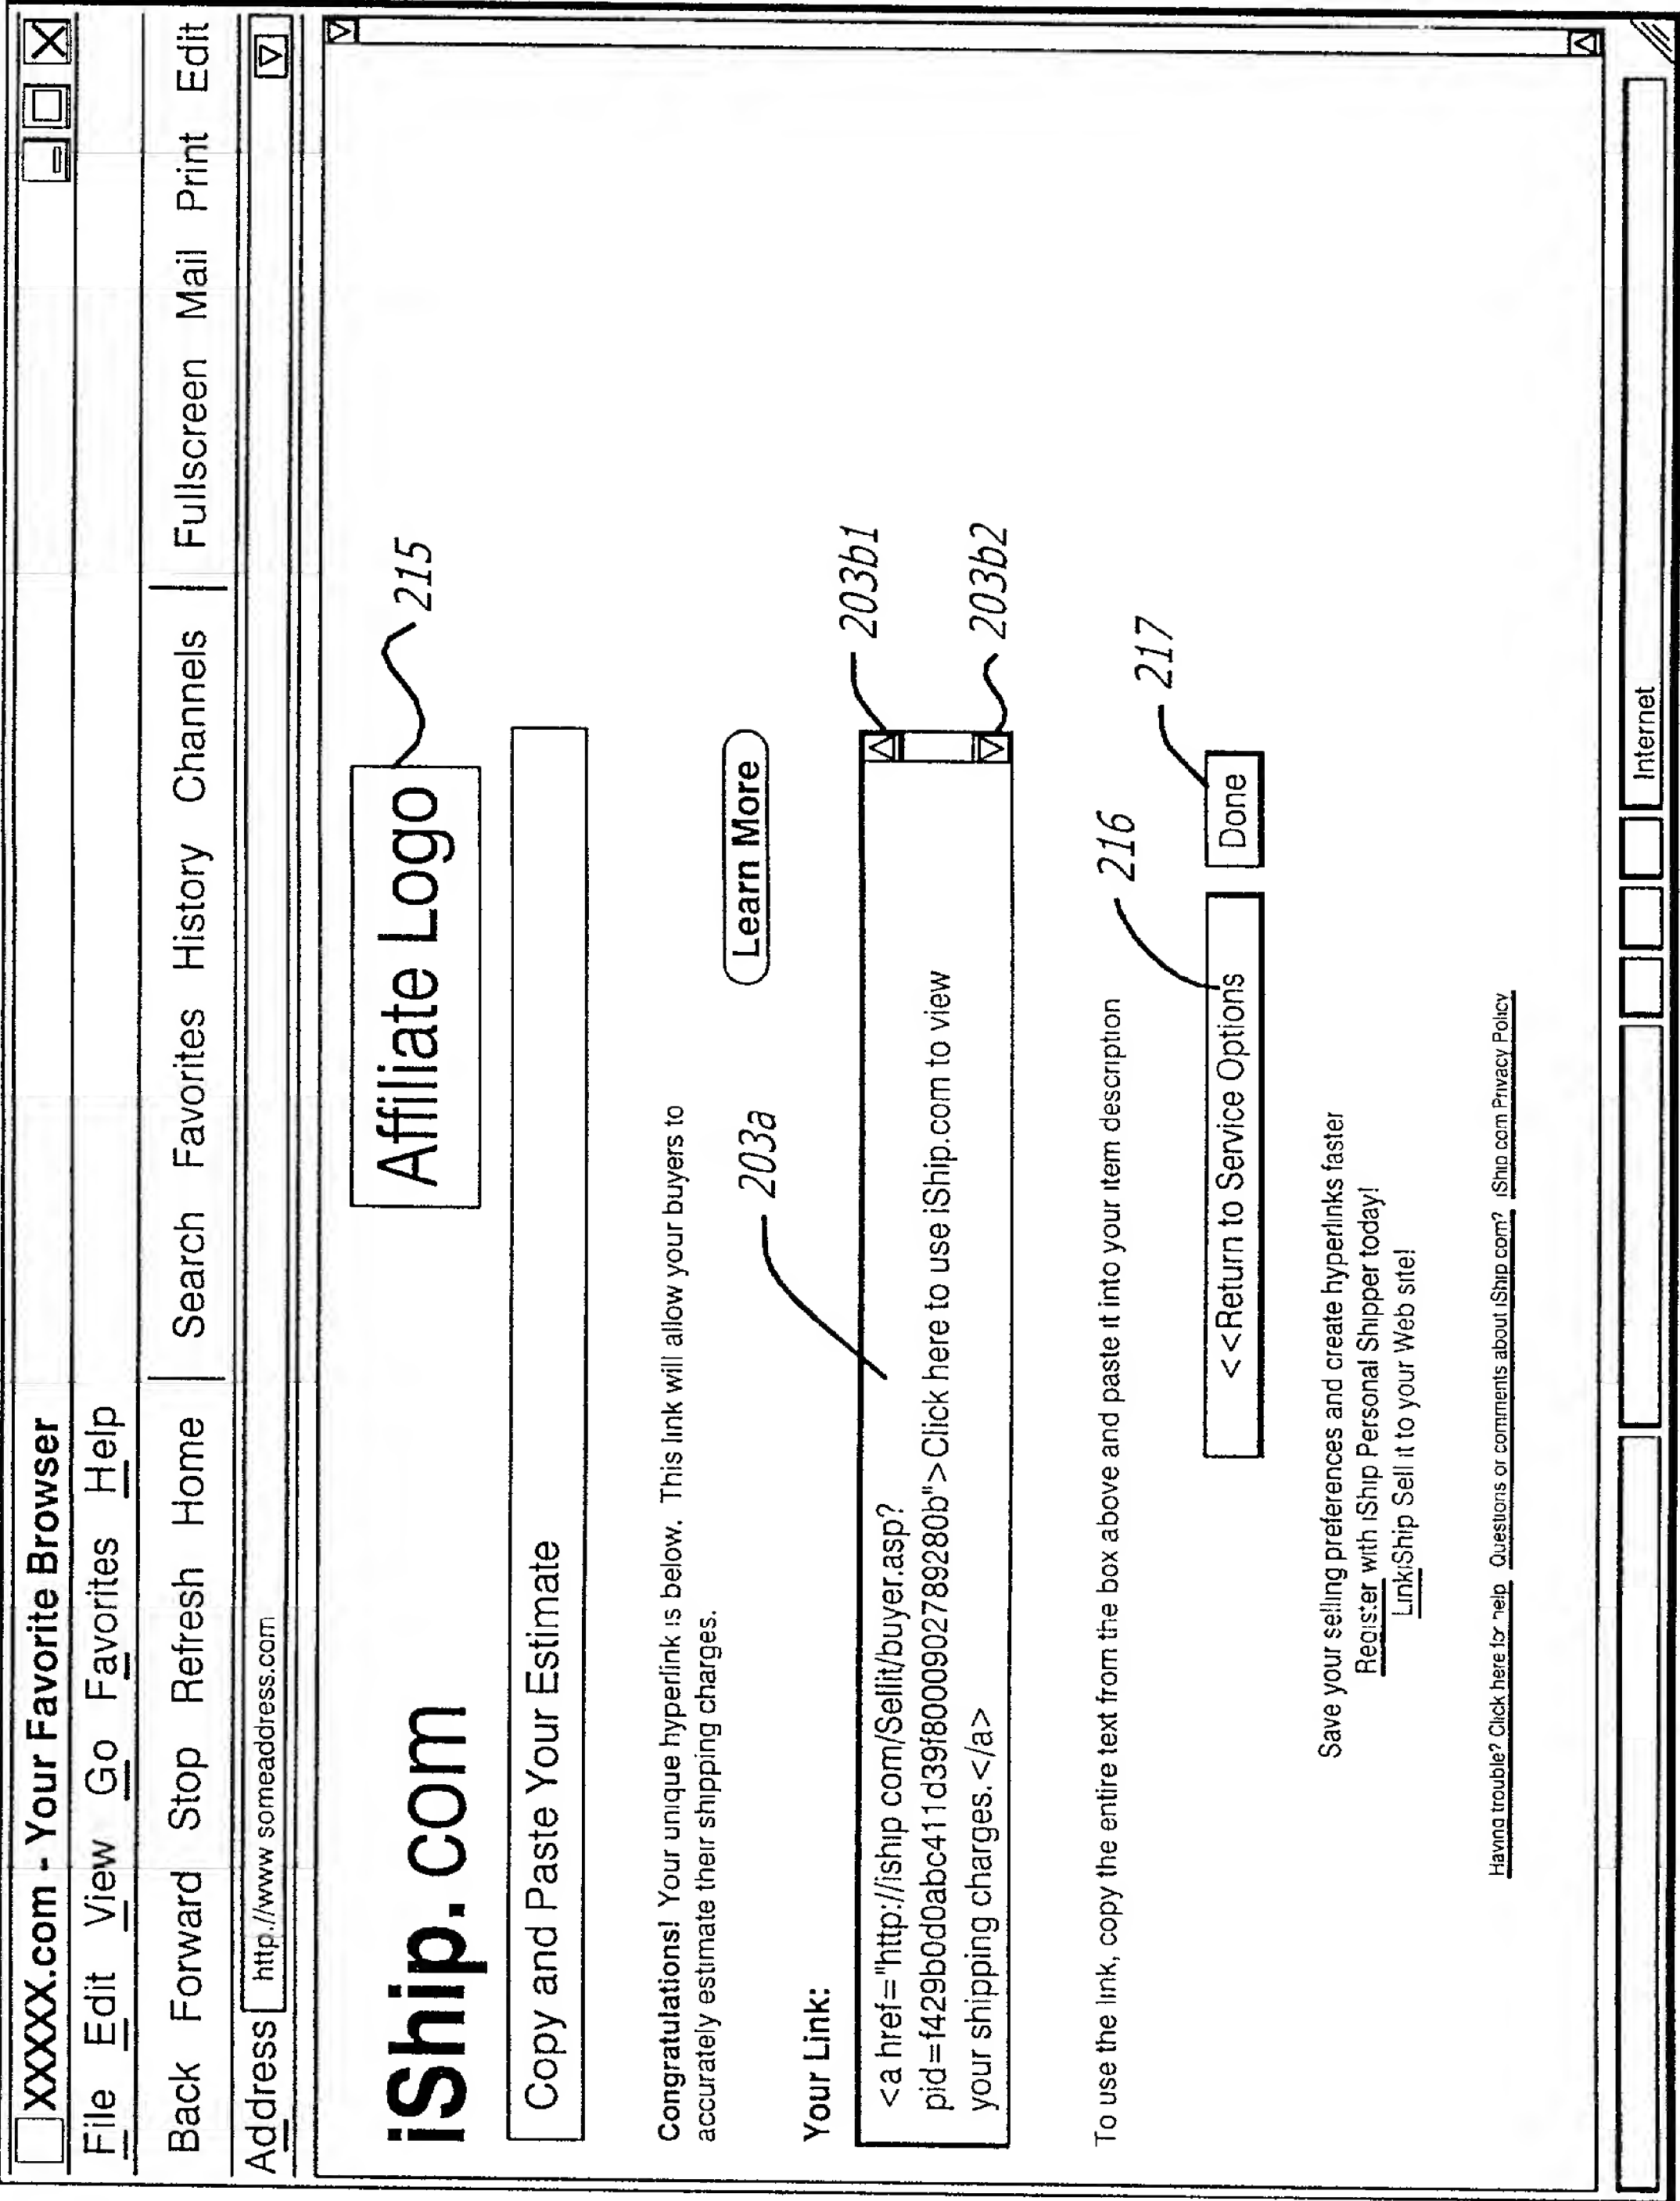 XXXXX.com - Your Favorite Browser
File Edit View Go Favorites Help
Back Forward Stop Refresh Home Search Favorites History Channels Fullscreen Mail Print Edit
Address http://www someaddress.com
iShip.com
Affiliate Logo
215
Copy and Paste Your Estimate
Congratulations! Your unique hyperlink is below. This link will allow your buyers to
accurately estimate their shipping charges.
Learn More
Your Link:
203a
203b1
<a href="http://iship com/Sellit/buyer.asp?
pid=f429b0d0abc411d39f8000902789280b">Click here to use iShip.com to view
your shipping charges.</a>
203b2
To use the link, copy the entire text from the box above and paste it into your item description
216
217
<<Return to Service Options
Done
Save your selling preferences and create hyperlinks faster
Register with iShip Personal Shipper today!
LinkiShip Sell it to your Web site!
Having trouble? Click here for help Questions or comments about iShip com? iShip com Privacy Policy
Internet